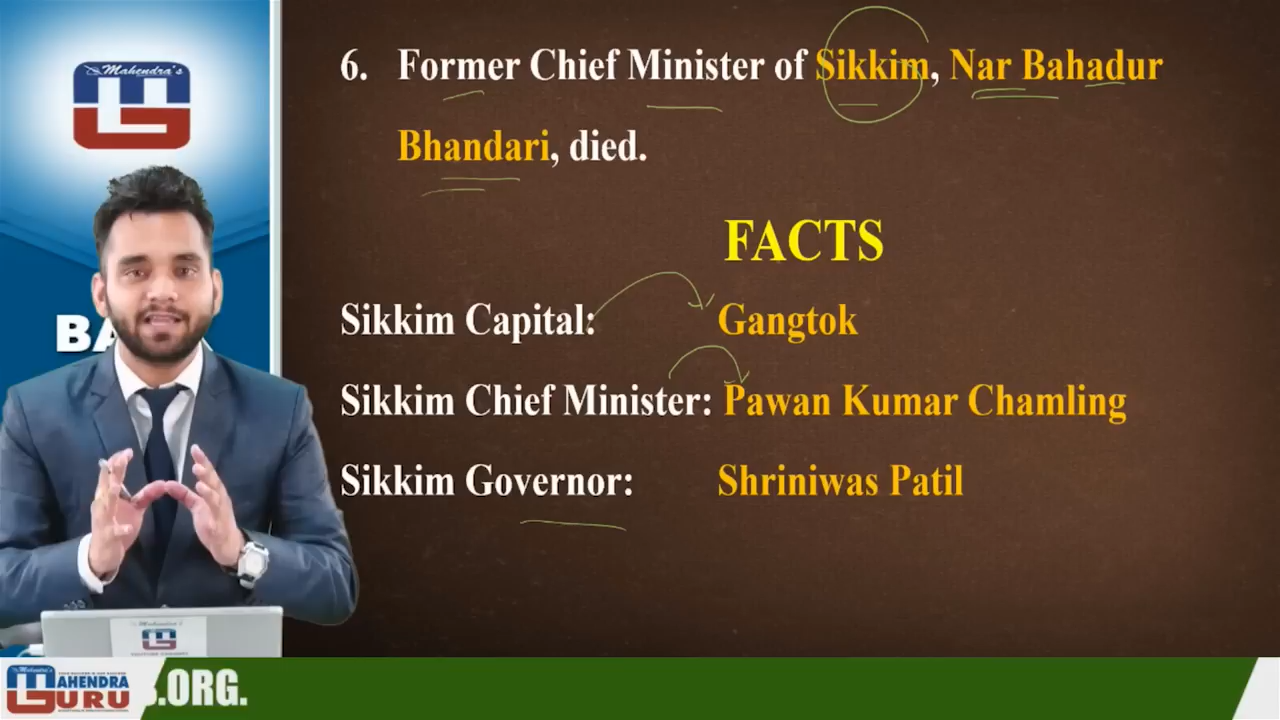 Mahendra's
6. Former Chief Minister of Sikkim, Nar Bahadur
Bhandari, died.
FACTS
BA
Sikkim Capital: Gangtok
Sikkim Chief Minister: Pawan Kumar Chamling
Sikkim Governor: Shriniwas Patil
Mahendra's
Mahendra's
MAHENDRA
GURU
.ORG.